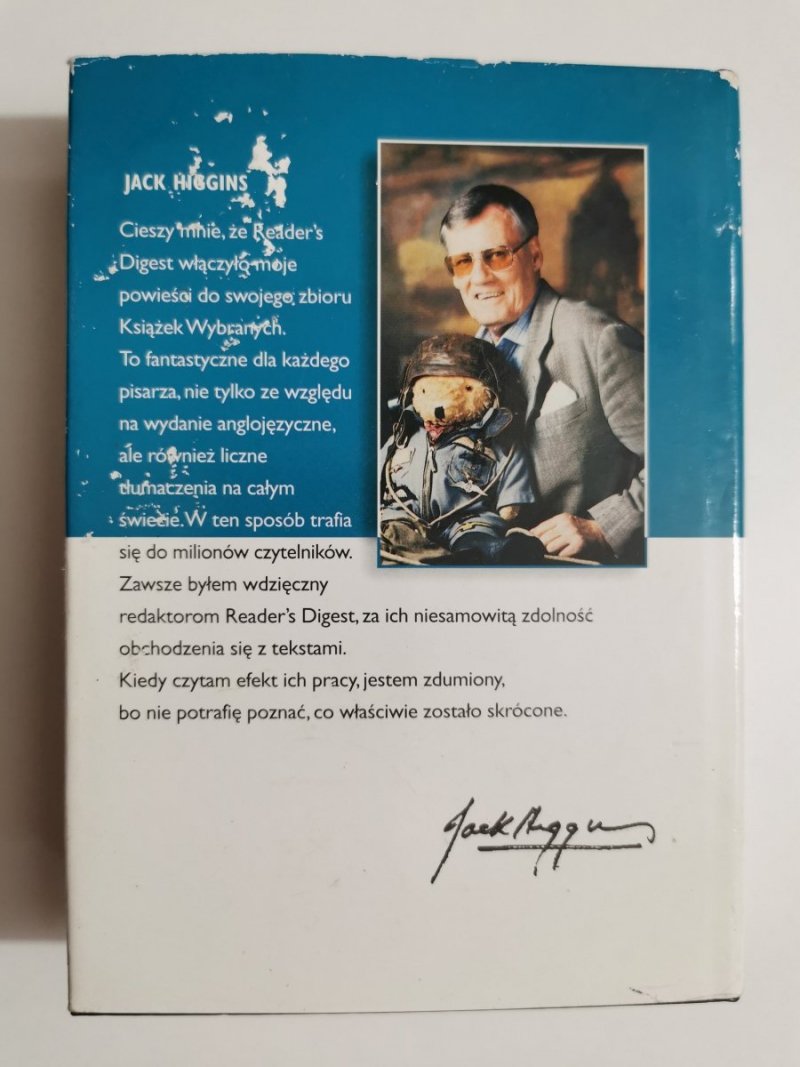 JACK HIGGINS
Cieszy mnie, że Reader's
Digest włączyło moje
powieści do swojego zbioru
Książek Wybranych.
To fantastyczne dla każdego
pisarza, nie tylko ze względu
na wydanie anglojęzyczne,
ale również liczne
tłumaczenia na całym
świecie. W ten sposób trafia
się do milionów czytelników.
Zawsze byłem wdzięczny
redaktorom Reader's Digest, za ich niesamowitą zdolność
obchodzenia się z tekstami.
Kiedy czytam efekt ich pracy, jestem zdumiony,
bo nie potrafię poznać, co właściwie zostało skrócone.
Jack Higgins